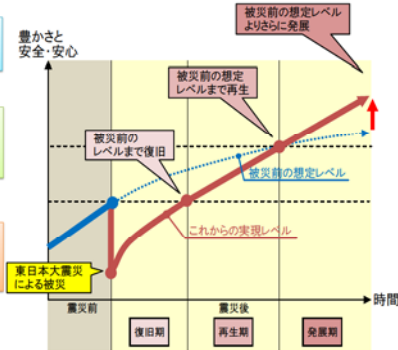 被災前の想定レベル
よりさらに発展
豊かさと
安全・安心
被災前の想定
レベルまで再生
被災前の
レベルまで復旧
被災前の想定レベル
これからの実現レベル
東日本大震災
による被災
時間
震災前
震災後
復旧期
再生期
発展期